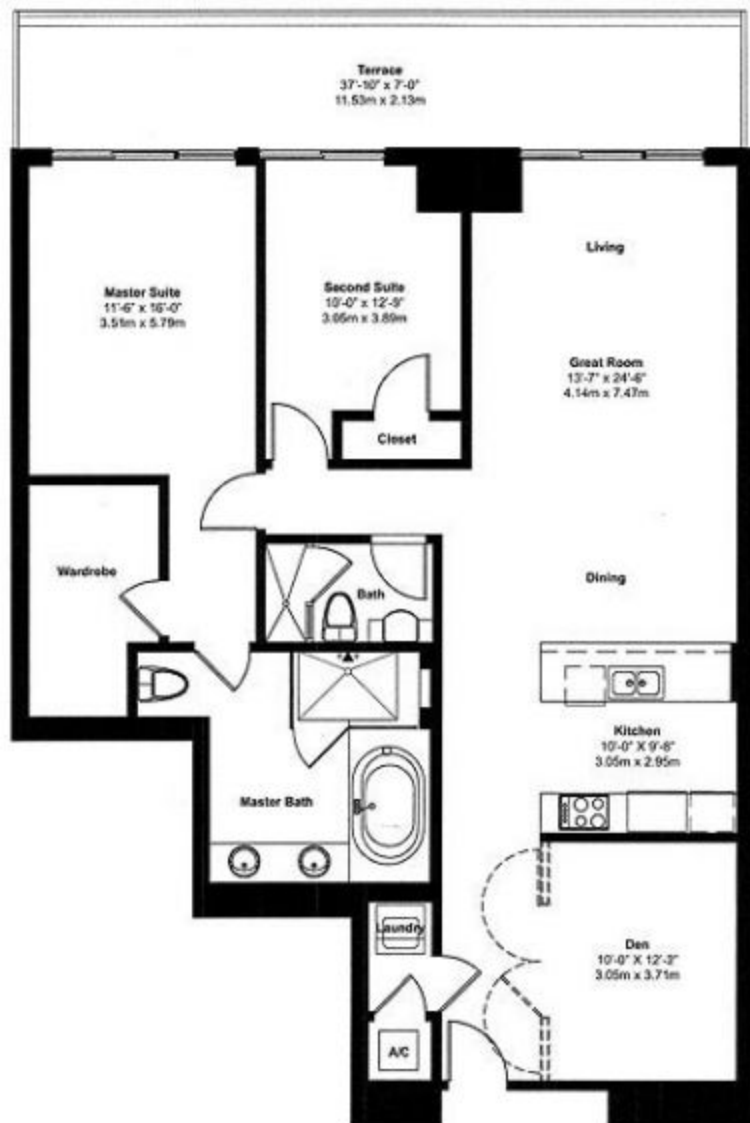 Terrace
37'-10" x 7'-0"
11.53m x 2.13m
Living
Master Suite
11'-6" x 16'-0"
3.51m x 5.79m
Second Suite
10'-0" x 12'-9"
3.05m x 3.89m
Great Room
13'-7" x 24'-6"
4.14m x 7.47m
Closet
Wardrobe
Bath
Dining
Kitchen
10'-0" X 9'-8"
3.05m x 2.95m
Master Bath
Laundry
Den
10'-0" X 12'-2"
3.05m x 3.71m
A/C